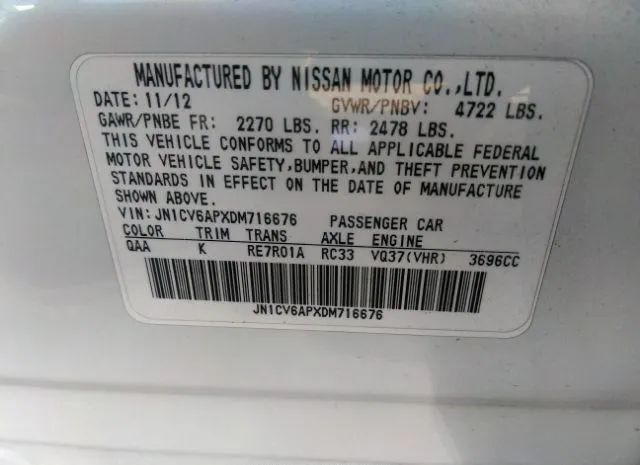 MANUFACTURED BY NISSAN MOTOR CO.,LTD.
DATE: 11/12 GVWR/PNBV: 4722 LBS.
GAWR/PNBE FR: 2270 LBS. RR: 2478 LBS.
THIS VEHICLE CONFORMS TO ALL APPLICABLE FEDERAL
MOTOR VEHICLE SAFETY,BUMPER,AND THEFT PREVENTION
STANDARDS IN EFFECT ON THE DATE OF MANUFACTURE
SHOWN ABOVE.
VIN: JN1CV6APXDM716676 PASSENGER CAR
COLOR TRIM TRANS AXLE ENGINE
QAA K RE7R01A RC33 VQ37(VHR) 3696CC
JN1CV6APXDM716676